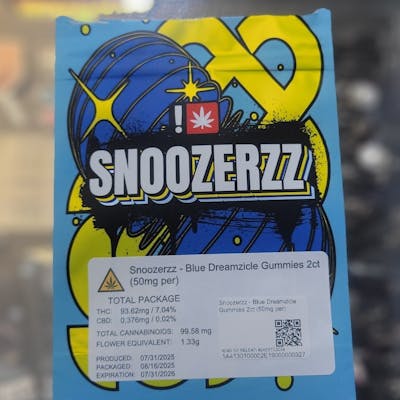 !
SNOOZERZZ
Snoozerzz - Blue Dreamzicle Gummies 2ct
(50mg per)
TOTAL PACKAGE
THC: 93.62mg / 7.04%
CBD: 0.376mg / 0.02%
TOTAL CANNABINOIDS: 99.58 mg
FLOWER EQUIVALENT: 1.33g
PRODUCED: 07/31/2025
PACKAGED: 08/16/2025
EXPIRATION: 07/31/2026
Snoozerzz - Blue Dreamzicle
Gummies 2ct (50mg per)